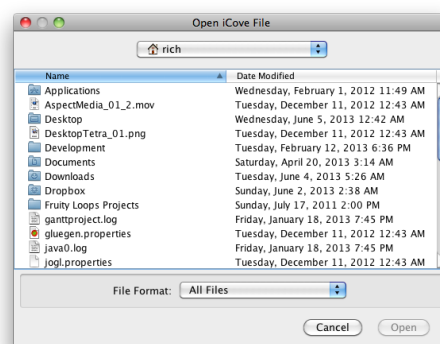 Open iCove File
rich
Name Date Modified
Applications Wednesday, February 1, 2012 11:49 AM
AspectMedia_01_2.mov Tuesday, December 11, 2012 12:43 AM
Desktop Wednesday, June 5, 2013 12:42 AM
DesktopTetra_01.png Tuesday, December 11, 2012 12:43 AM
Development Tuesday, February 12, 2013 6:36 PM
Documents Saturday, April 20, 2013 3:14 AM
Downloads Tuesday, June 4, 2013 5:26 AM
Dropbox Sunday, June 2, 2013 2:38 AM
Fruity Loops Projects Sunday, July 17, 2011 2:00 PM
ganttproject.log Friday, January 18, 2013 7:45 PM
gluegen.properties Tuesday, December 11, 2012 12:43 AM
java0.log Friday, January 18, 2013 7:45 PM
jogl.properties Tuesday, December 11, 2012 12:43 AM
File Format: All Files
Cancel Open